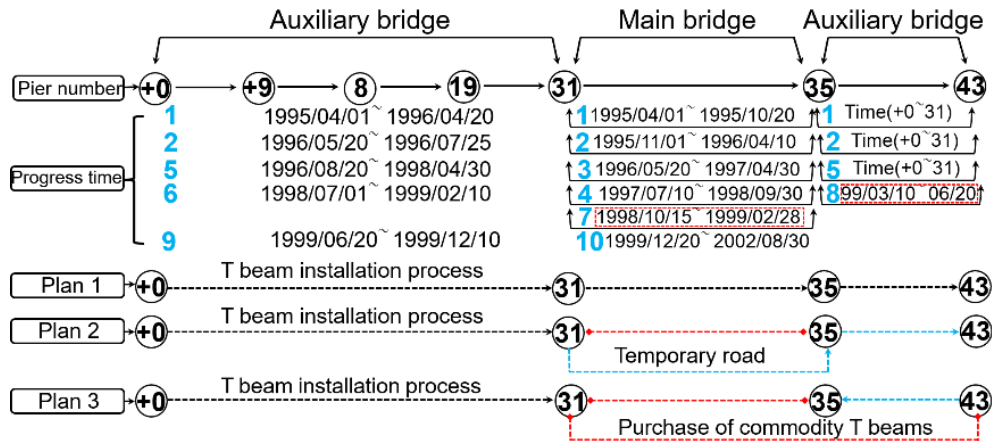 Auxiliary bridge Main bridge Auxiliary bridge
Pier number +0 +9 8 19 31 35 43
1 1995/04/01~ 1996/04/20 1 1995/04/01~ 1995/10/20 1 Time(+0~31)
2 1996/05/20~ 1996/07/25 2 1995/11/01~ 1996/04/10 2 Time(+0~31)
Progress time 5 1996/08/20~ 1998/04/30 3 1996/05/20~ 1997/04/30 5 Time(+0~31)
6 1998/07/01~ 1999/02/10 4 1997/07/10~ 1998/09/30 8 99/03/10~ 06/20
7 1998/10/15~ 1999/02/28
9 1999/06/20~ 1999/12/10 10 1999/12/20~ 2002/08/30
T beam installation process
Plan 1 +0 31 35 43
T beam installation process
Plan 2 +0 31 35 43
Temporary road
T beam installation process
Plan 3 +0 31 35 43
Purchase of commodity T beams